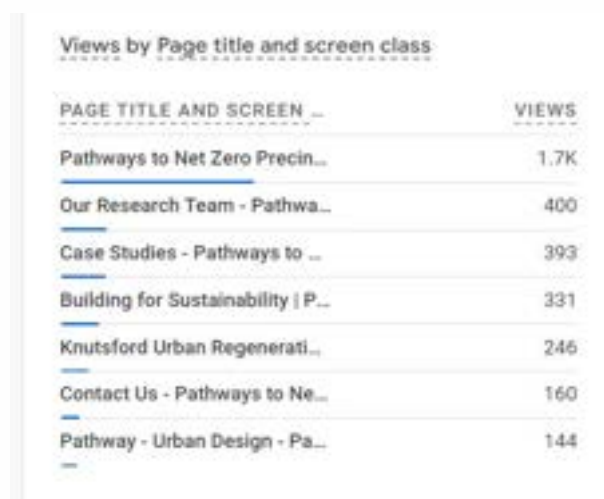 Views by Page title and screen class
PAGE TITLE AND SCREEN ... VIEWS
Pathways to Net Zero Precin... 1.7K
Our Research Team - Pathwa... 400
Case Studies - Pathways to ... 393
Building for Sustainability | P... 331
Knutsford Urban Regenerati... 246
Contact Us - Pathways to Ne... 160
Pathway - Urban Design - Pa... 144